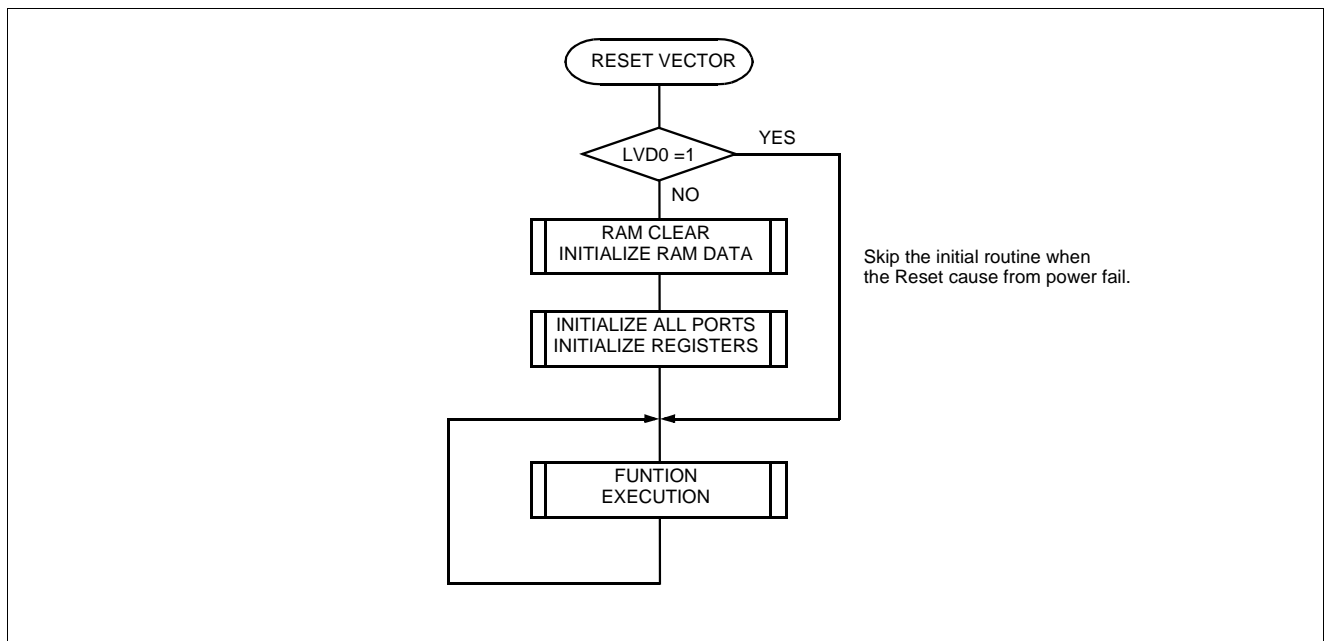 RESET VECTOR
YES
LVD0 =1
NO
RAM CLEAR
INITIALIZE RAM DATA
Skip the initial routine when
the Reset cause from power fail.
INITIALIZE ALL PORTS
INITIALIZE REGISTERS
FUNTION
EXECUTION